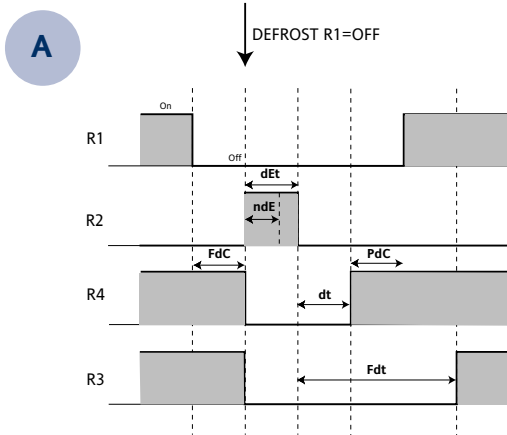 A
DEFROST R1=OFF
On
R1
Off
dEt
ndE
R2
FdC
PdC
R4
dt
Fdt
R3